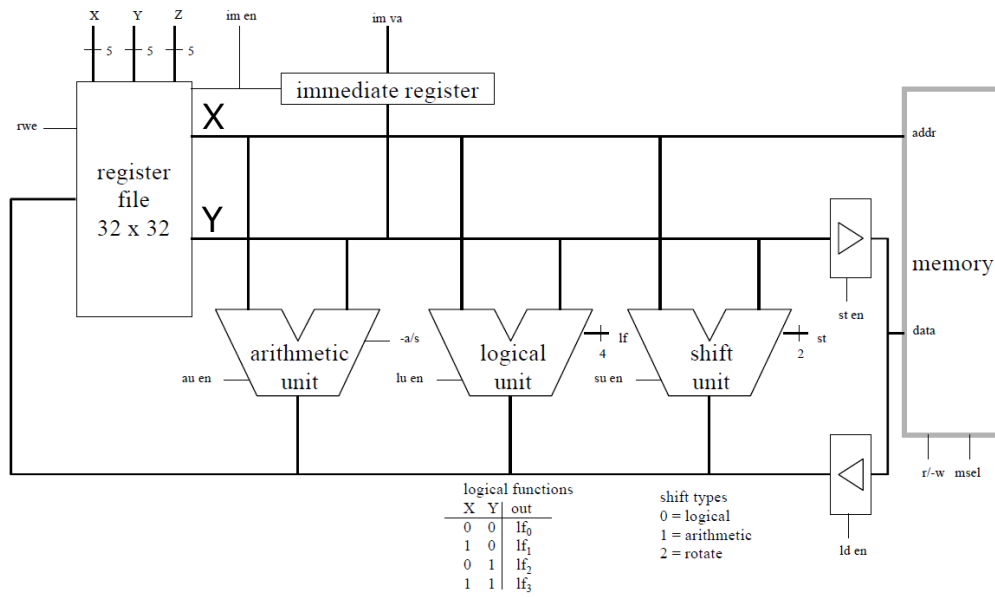 X Y Z im en im va
5 5 5
immediate register
rwe
X
register
file
32 x 32
Y
addr
memory
data
st en
arithmetic
unit
-a/s
au en
logical
unit
lf
4
lu en
shift
unit
st
2
su en
r/-w msel
ld en
logical functions
X Y out
0 0 lf0
1 0 lf1
0 1 lf2
1 1 lf3
shift types
0 = logical
1 = arithmetic
2 = rotate